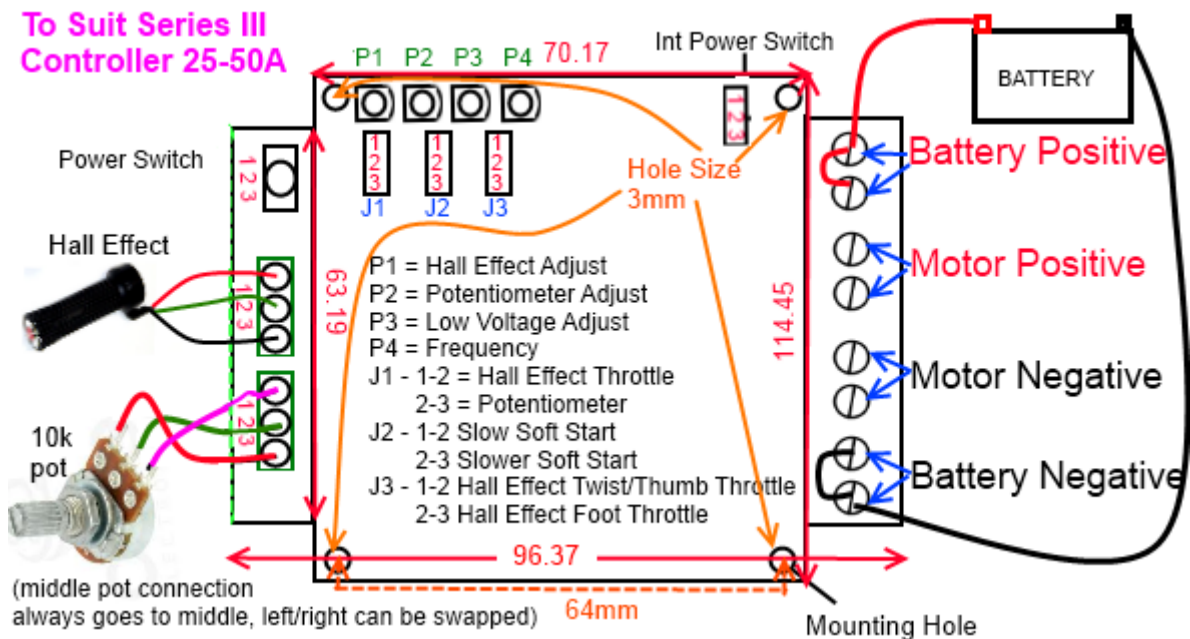 To Suit Series III
Controller 25-50A
P1 P2 P3 P4
70.17
Int Power Switch
BATTERY
1 2 3
Power Switch
1 2 3
1 2 3
1 2 3
1 2 3
J1 J2 J3
Hole Size
3mm
Battery Positive
Hall Effect
1 2 3
63.19
P1 = Hall Effect Adjust
P2 = Potentiometer Adjust
P3 = Low Voltage Adjust
P4 = Frequency
J1 - 1-2 = Hall Effect Throttle
2-3 = Potentiometer
J2 - 1-2 Slow Soft Start
2-3 Slower Soft Start
J3 - 1-2 Hall Effect Twist/Thumb Throttle
2-3 Hall Effect Foot Throttle
114.45
Motor Positive
Motor Negative
Battery Negative
10k
pot
1 2 3
96.37
(middle pot connection
always goes to middle, left/right can be swapped)
64mm
Mounting Hole